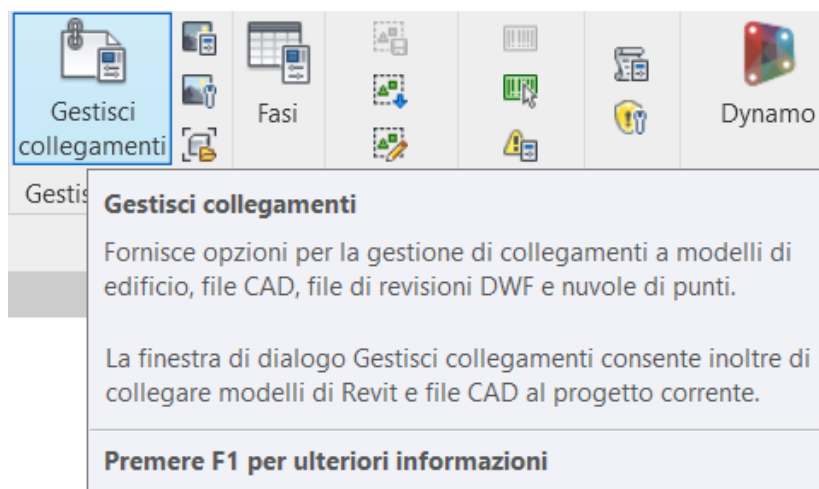 Gestisci
collegamenti
Fasi
Dynamo
Gestis
Gestisci collegamenti
Fornisce opzioni per la gestione di collegamenti a modelli di
edificio, file CAD, file di revisioni DWF e nuvole di punti.
La finestra di dialogo Gestisci collegamenti consente inoltre di
collegare modelli di Revit e file CAD al progetto corrente.
Premere F1 per ulteriori informazioni